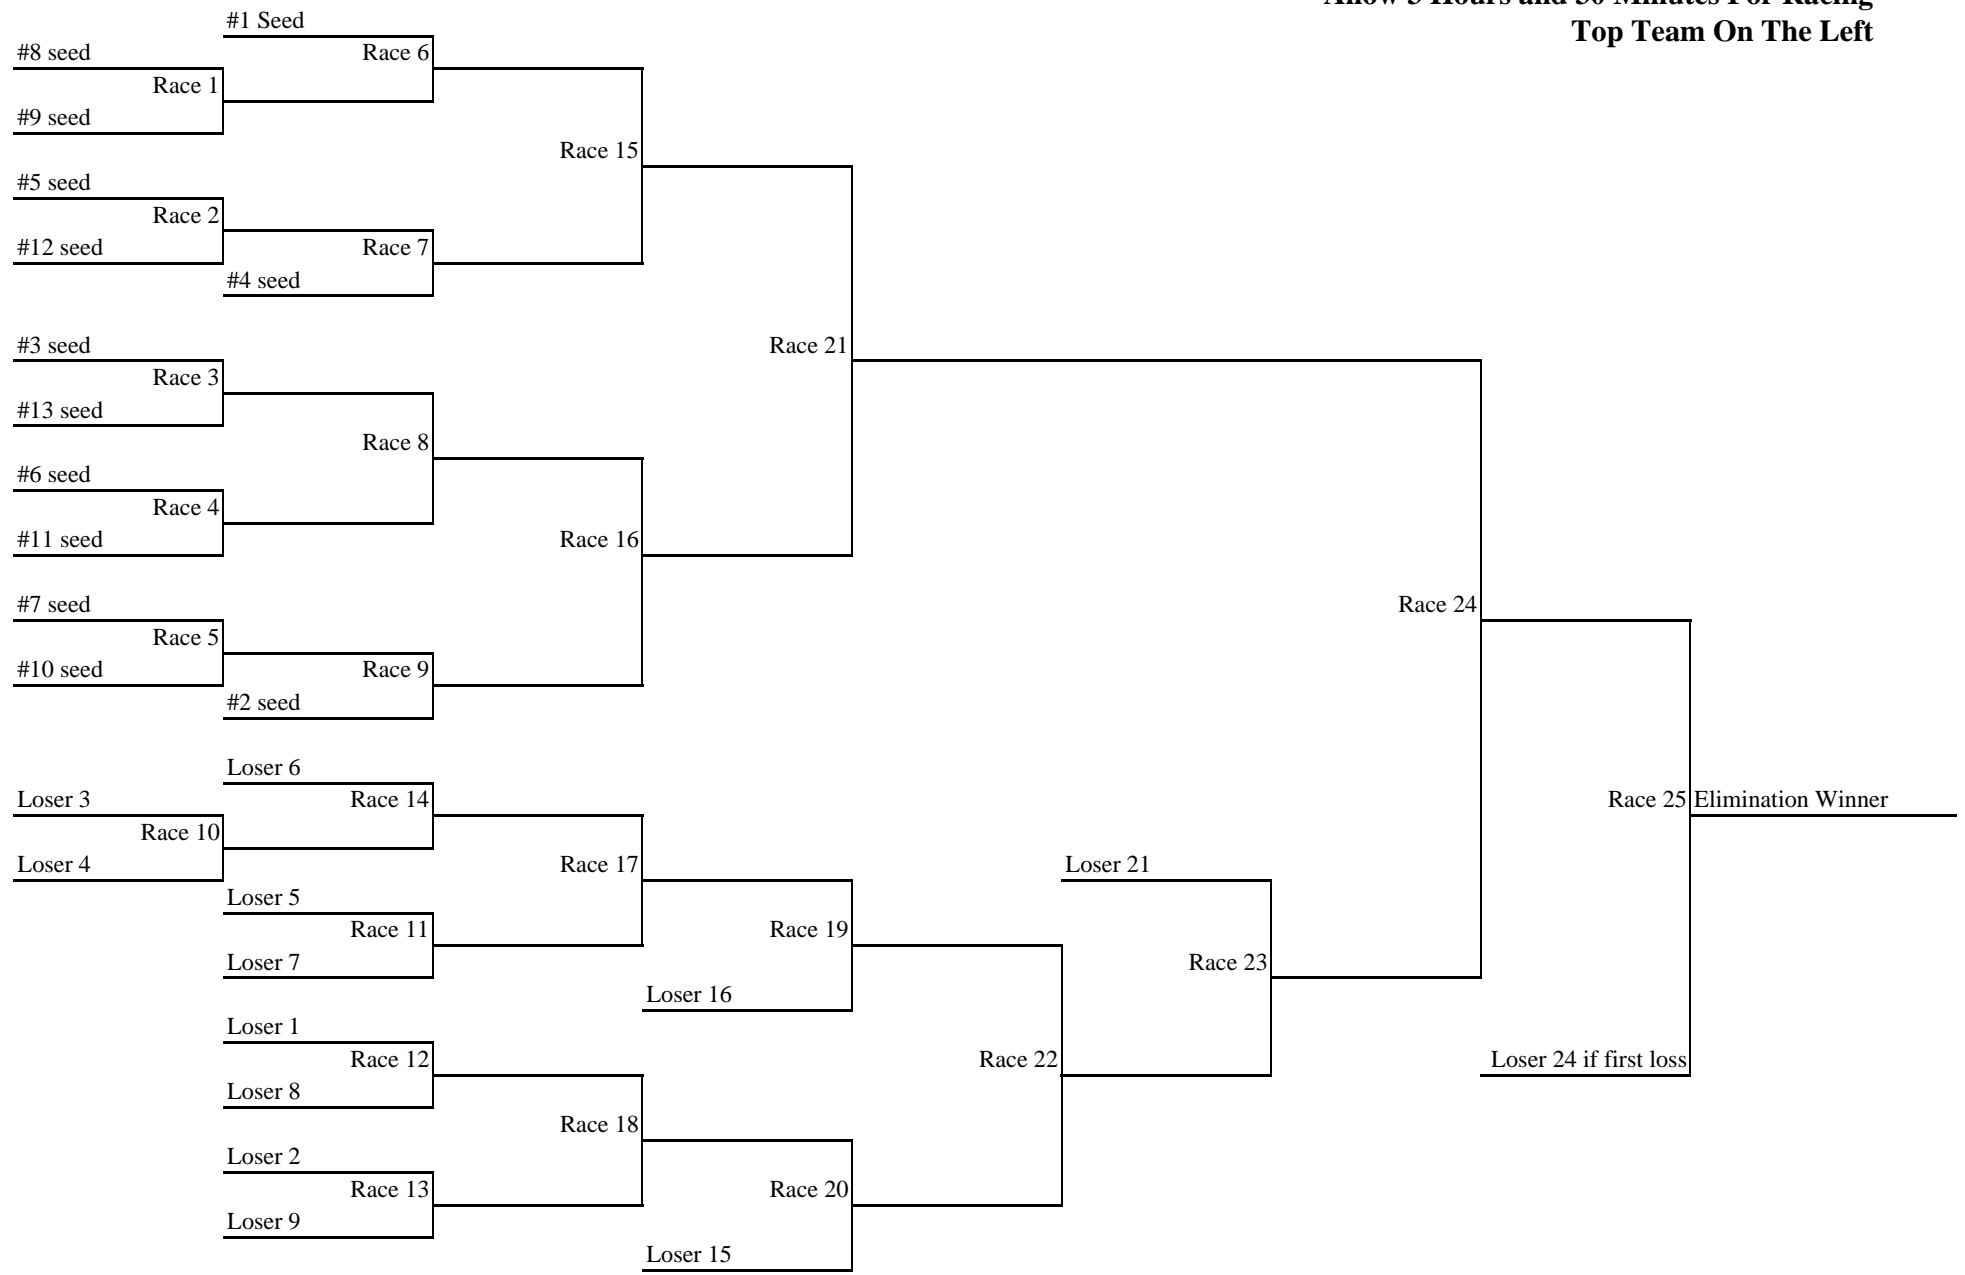 Top Team On The Left
#1 Seed
#8 seed
Race 6
Race 1
#9 seed
Race 15
#5 seed
Race 2
#12 seed
Race 7
#4 seed
#3 seed
Race 21
Race 3
#13 seed
Race 8
#6 seed
Race 4
#11 seed
Race 16
#7 seed
Race 24
Race 5
#10 seed
Race 9
#2 seed
Loser 6
Loser 3
Race 14
Race 25
Elimination Winner
Race 10
Loser 4
Race 17
Loser 21
Loser 5
Race 11
Race 19
Loser 7
Race 23
Loser 16
Loser 1
Race 12
Race 22
Loser 24 if first loss
Loser 8
Race 18
Loser 2
Race 13
Race 20
Loser 9
Loser 15